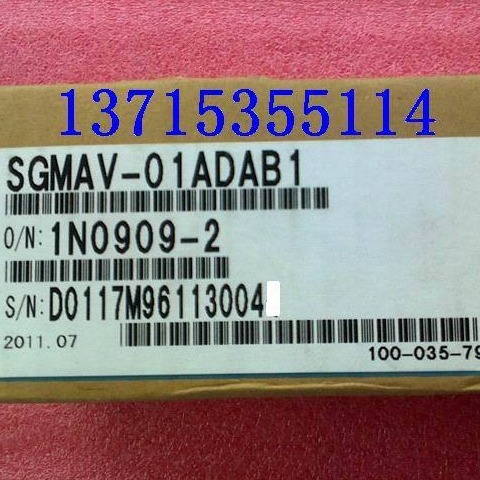 13715355114
SGMAV-01ADAB1
O/N: 1N0909-2
S/N: D0117M96113004
2011.07
100-035-79